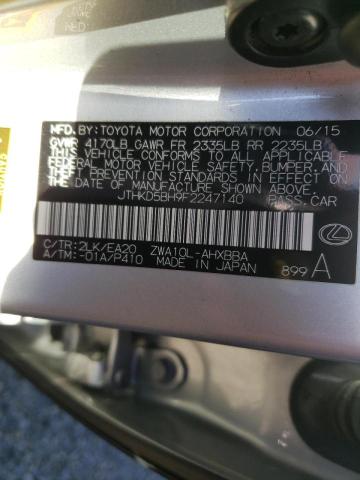 MFD.BY:TOYOTA MOTOR CORPORATION 06/15
GVWR 4170LB GAWR FR 2335LB RR 2235LB
THIS VEHICLE CONFORMS TO ALL APPLICABLE
FEDERAL MOTOR VEHICLE SAFETY, BUMPER, AND
THEFT PREVENTION STANDARDS IN EFFECT ON
THE DATE OF MANUFACTURE SHOWN ABOVE.
JTHKD5BH9F2247140 PASS.CAR
C/TR:2LK/EA20 ZWA10L-AHXBBA
A/TM:-01A/P410 MADE IN JAPAN 899 A